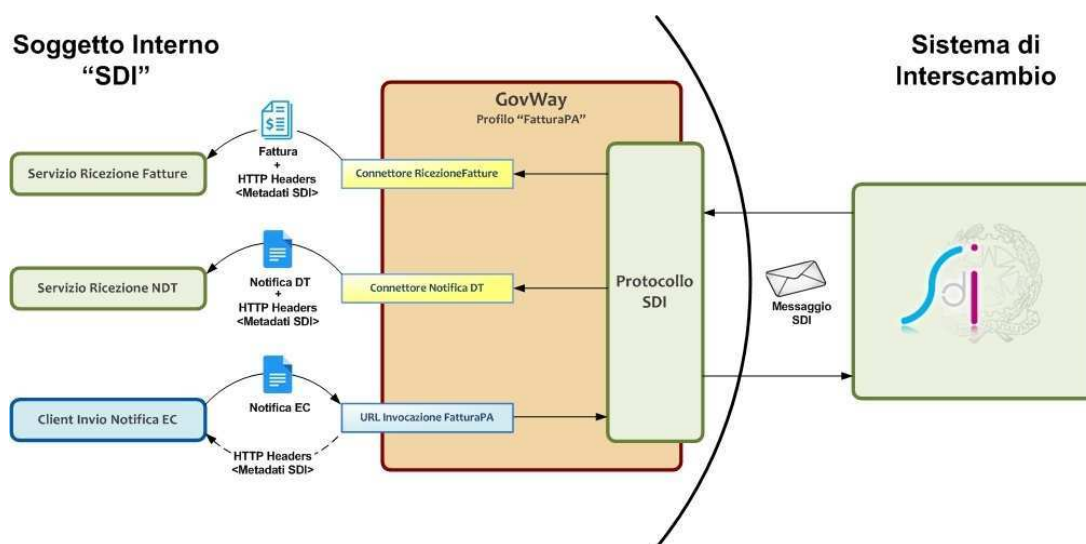 Soggetto Interno
“SDI”
Sistema di
Interscambio
GovWay
Profilo “FatturaPA”
Fattura
+
HTTP Headers
<Metadati SDI>
Servizio Ricezione Fatture
Connettore RicezioneFatture
Notifica DT
+
HTTP Headers
<Metadati SDI>
Servizio Ricezione NDT
Connettore Notifica DT
Protocollo
SDI
Messaggio
SDI
Sdi
Notifica EC
Client Invio Notifica EC
URL Invocazione FatturaPA
HTTP Headers
<Metadati SDI>